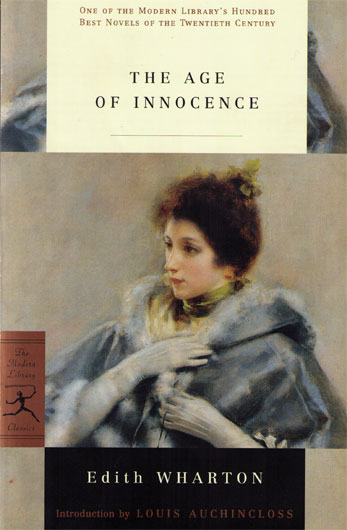 One of the Modern Library's Hundred
Best Novels of the Twentieth Century
THE AGE
OF INNOCENCE
The
Modern
Library
Classics
Edith WHARTON
Introduction by LOUIS AUCHINCLOSS